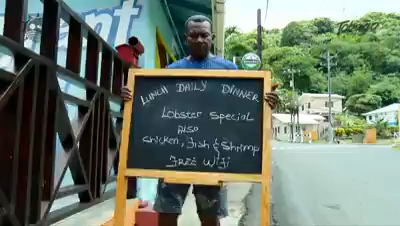 LUNCH DAILY DINNER
Lobster Special
Also
chicken, Fish & Shrimp
FREE WiFi